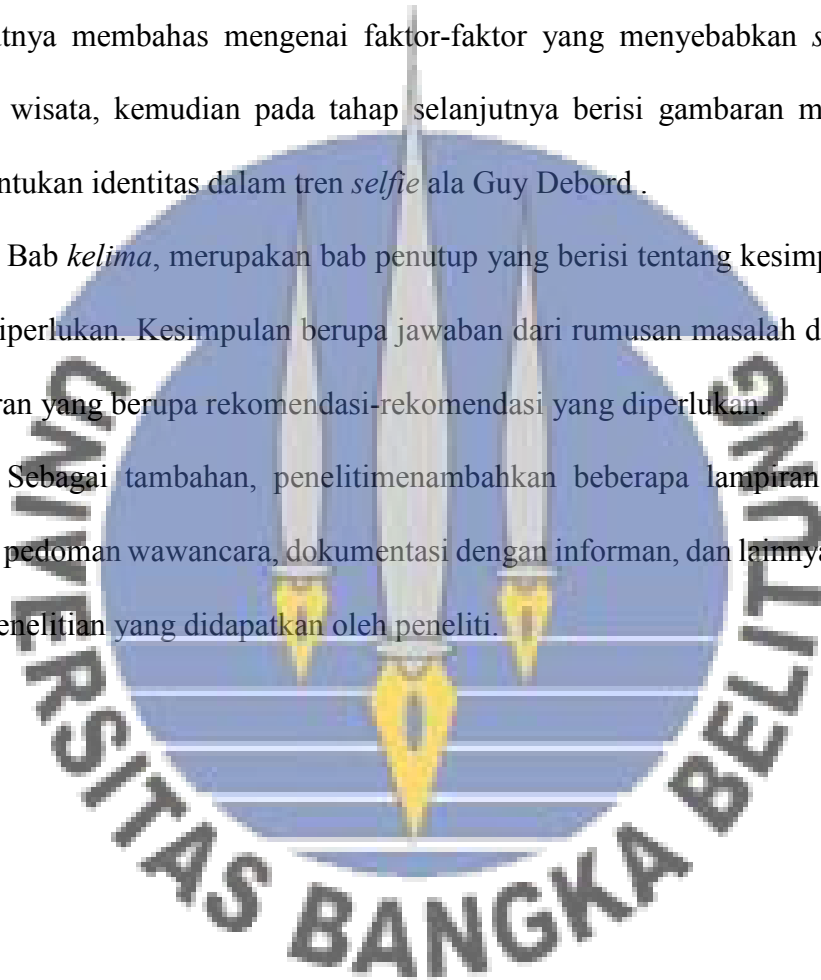 utnya membahas mengenai faktor-faktor yang menyebabkan s
wisata, kemudian pada tahap selanjutnya berisi gambaran m
ntukan identitas dalam tren selfie ala Guy Debord .
Bab kelima, merupakan bab penutup yang berisi tentang kesimp
iperlukan. Kesimpulan berupa jawaban dari rumusan masalah d
ran yang berupa rekomendasi-rekomendasi yang diperlukan.
Sebagai tambahan, penelitimenambahkan beberapa lampiran
pedoman wawancara, dokumentasi dengan informan, dan lainnya
enelitian yang didapatkan oleh peneliti.
UNIVERSITAS BANGKA BELITUNG